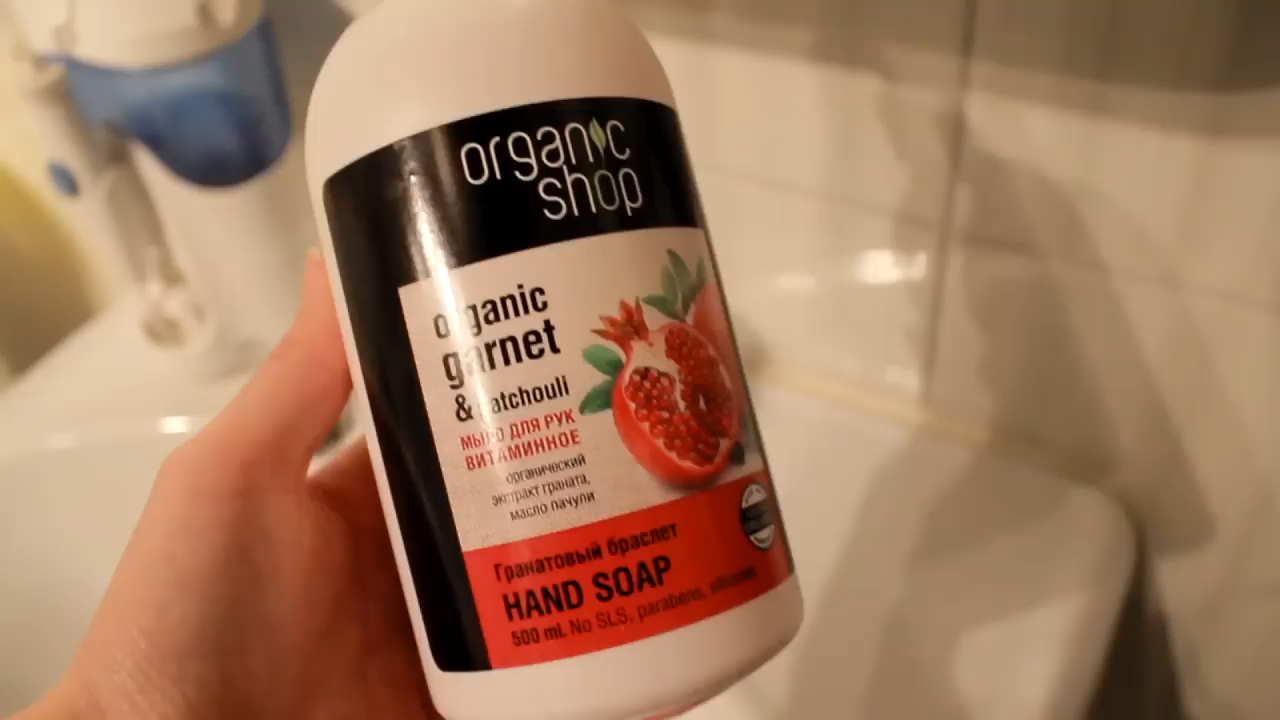 organic
shop
organic
garnet
& patchouli
МЫЛО ДЛЯ РУК
ВИТАМИННОЕ
органический
экстракт граната,
масло пачули
Гранатовый браслет
HAND SOAP
500 ml. No SLS, parabens,